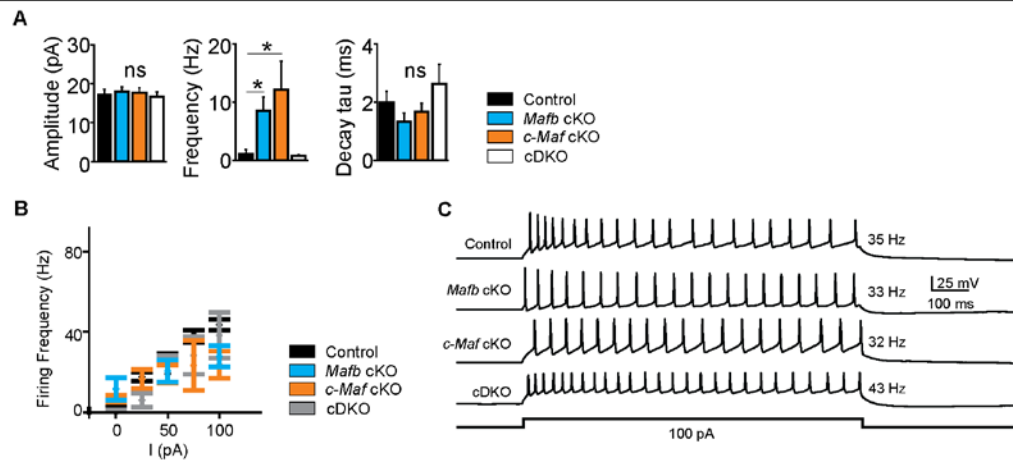 A
Amplitude (pA)
30
20
10
0
ns
Frequency (Hz)
20
10
0
*
*
Decay tau (ms)
4
2
0
ns
Control
Mafb cKO
c-Maf cKO
cDKO
B
Firing Frequency (Hz)
80
40
0
0 50 100
I (pA)
Control
Mafb cKO
c-Maf cKO
cDKO
C
Control
35 Hz
Mafb cKO
33 Hz
25 mV
100 ms
c-Maf cKO
32 Hz
cDKO
43 Hz
100 pA